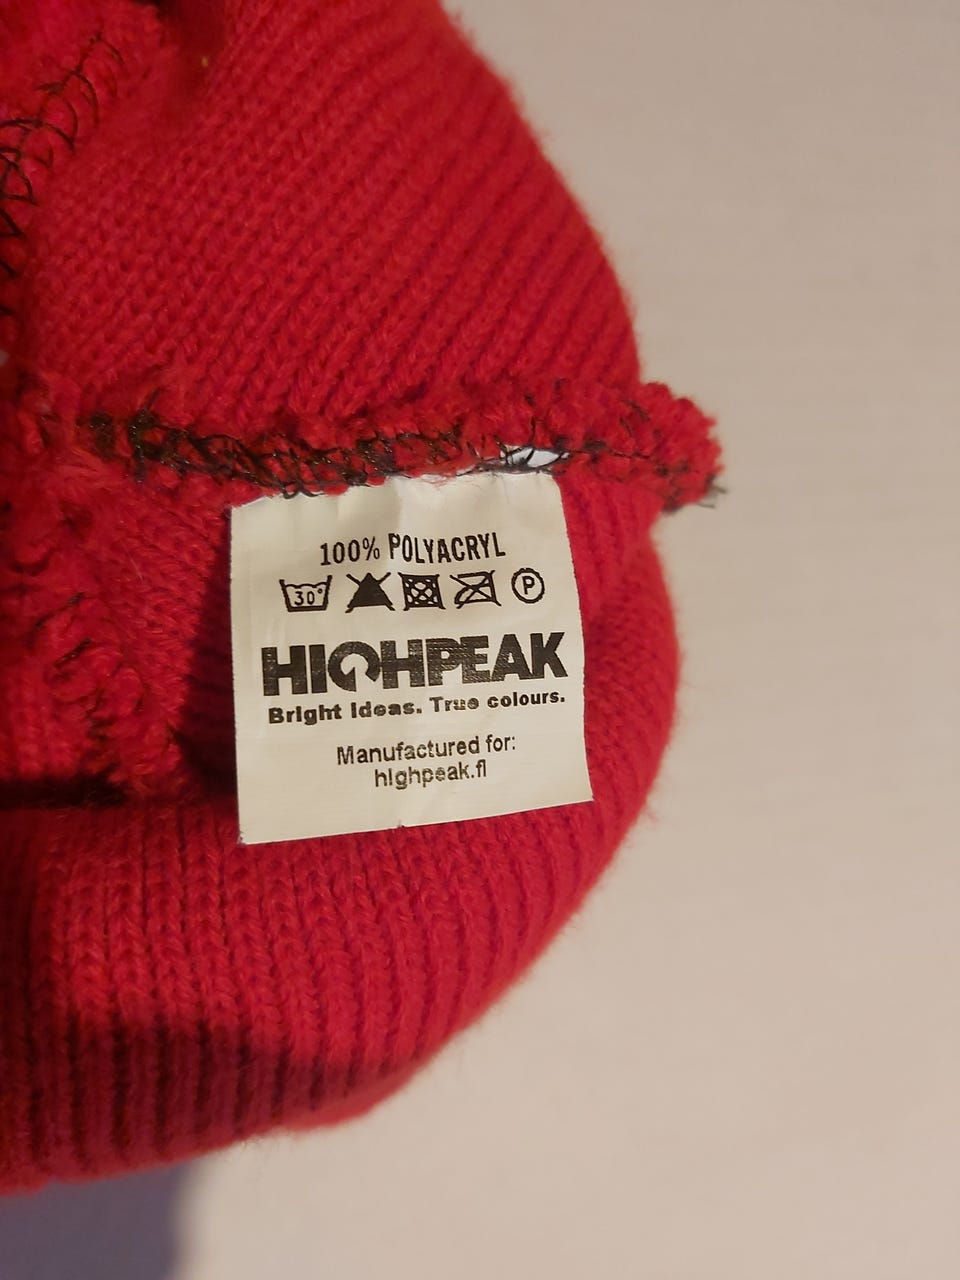 100% POLYACRYL
30° P
HIGHPEAK
Bright Ideas. True colours.
Manufactured for:
highpeak.fi